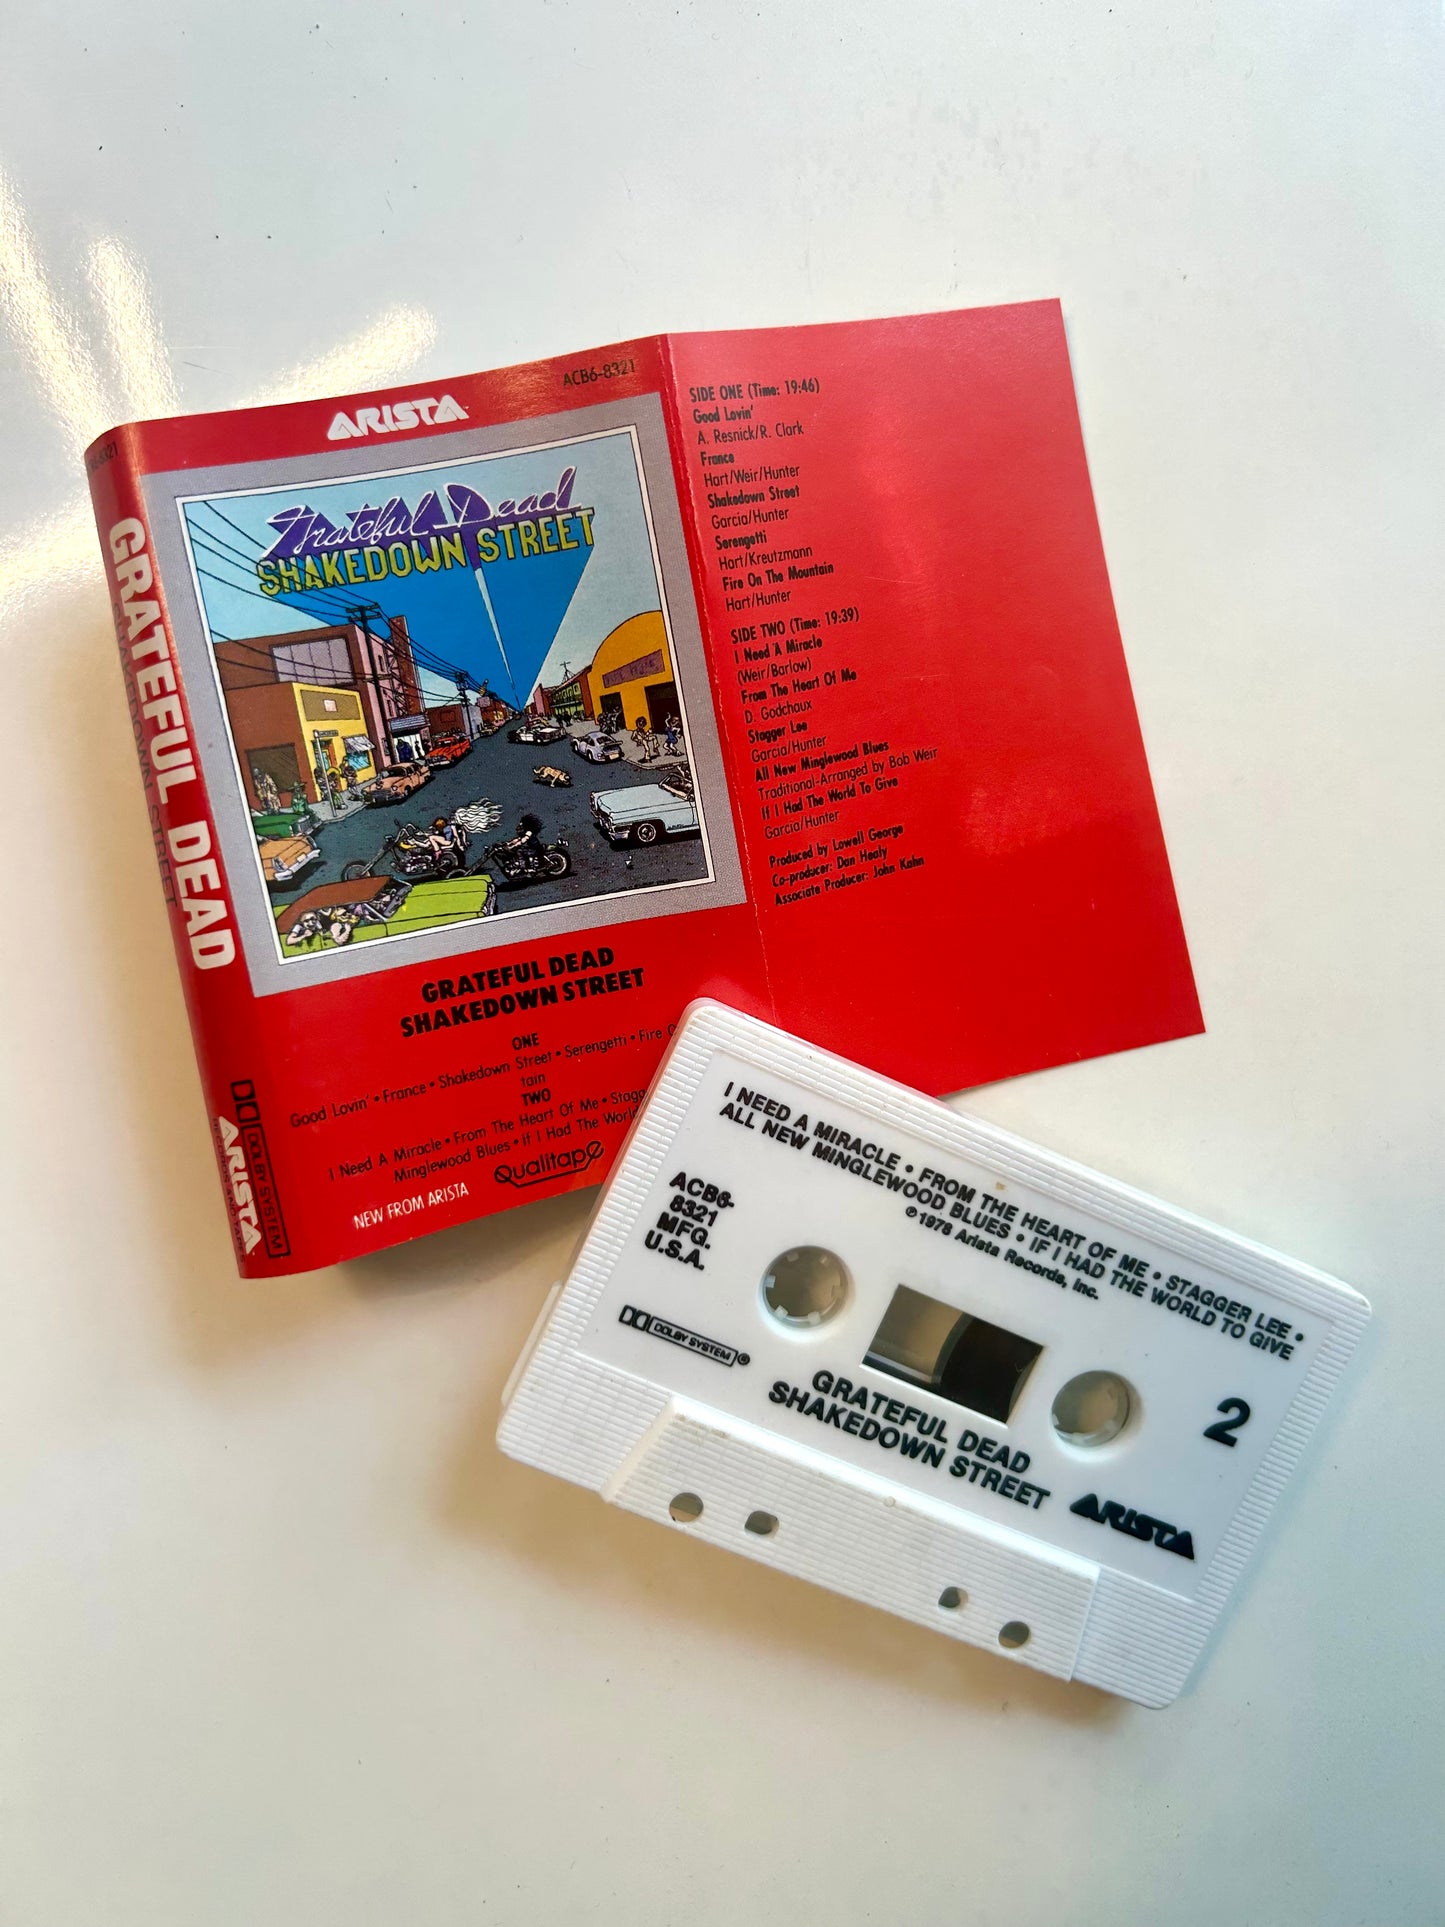 B6-8321
GRATEFUL DEAD
SHAKEDOWN STREET
DOLBY SYSTEM
ARISTA
RECORDS AND TAPES
ACB6-8321
ARISTA
Grateful Dead
SHAKEDOWN STREET
GRATEFUL DEAD
SHAKEDOWN STREET
ONE
Good Lovin' • France • Shakedown Street • Serengetti • Fire
tain
TWO
I Need A Miracle • From The Heart Of Me •
Minglewood Blues • If I Had The World
Qualitape
NEW FROM ARISTA
SIDE ONE (Time: 19:46)
Good Lovin'
A. Resnick/R. Clark
France
Hart/Weir/Hunter
Shakedown Street
Garcia/Hunter
Serengetti
Hart/Kreutzmann
Fire On The Mountain
Hart/Hunter
SIDE TWO (Time: 19:39)
I Need A Miracle
(Weir/Barlow)
From The Heart Of Me
D. Godchaux
Stagger Lee
Garcia/Hunter
All New Minglewood Blues
Traditional-Arranged by Bob Weir
If I Had The World To Give
Garcia/Hunter
Produced by Lowell George
Co-producer: Dan Healy
Associate Producer: John Kahn
I NEED A MIRACLE • FROM THE HEART OF ME • STAGGER LEE •
ALL NEW MINGLEWOOD BLUES • IF I HAD THE WORLD TO GIVE
℗ 1978 Arista Records, Inc.
ACB6-
8321
MFG.
U.S.A.
DOLBY SYSTEM ®
2
GRATEFUL DEAD
SHAKEDOWN STREET
ARISTA